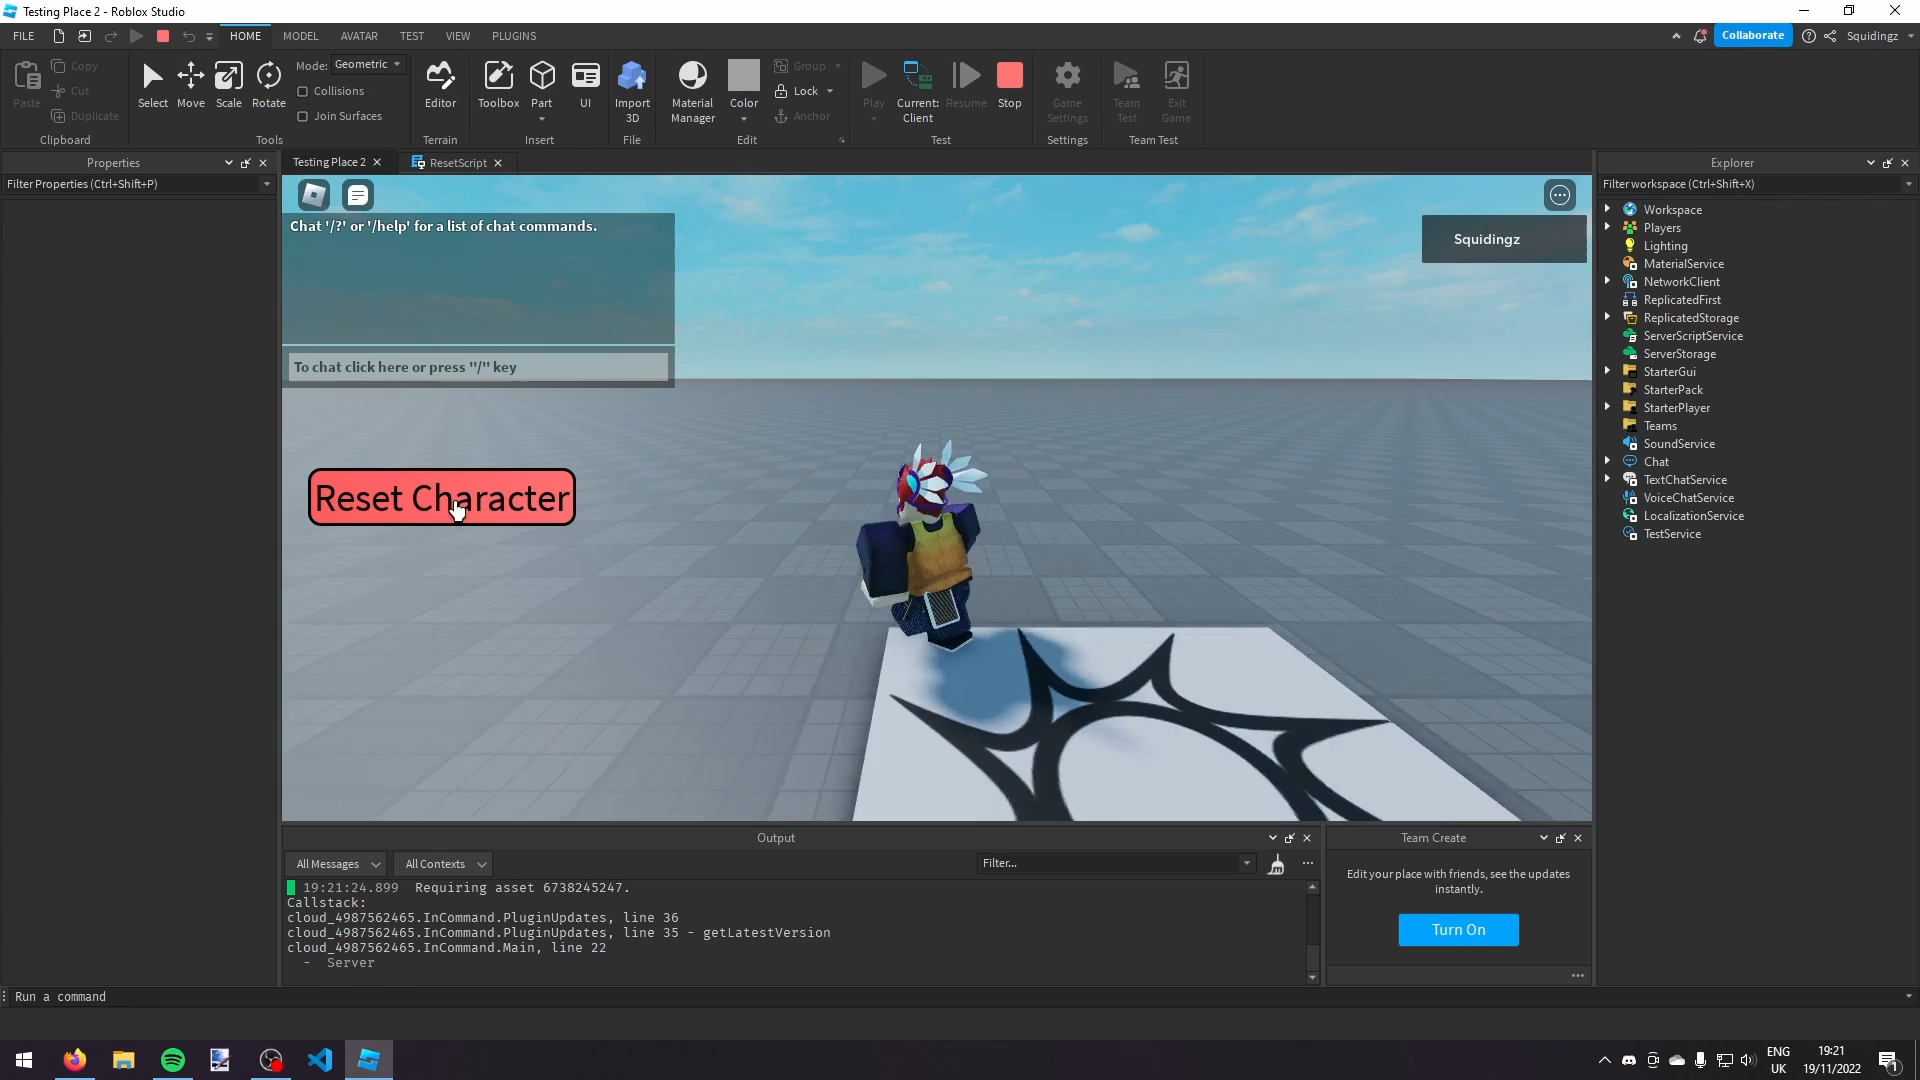 Testing Place 2 - Roblox Studio
FILE
HOME
MODEL
AVATAR
TEST
VIEW
PLUGINS
Collaborate
Squidingz
Paste
Copy
Cut
Duplicate
Clipboard
Select
Move
Scale
Rotate
Mode:
Geometric
Collisions
Join Surfaces
Tools
Editor
Terrain
Toolbox
Part
UI
Insert
Import
3D
File
Material
Manager
Color
Group
Lock
Anchor
Edit
Play
Current:
Client
Resume
Stop
Test
Game
Settings
Settings
Team
Test
Exit
Game
Team Test
Properties
Filter Properties (Ctrl+Shift+P)
Testing Place 2
ResetScript
Chat '/?' or '/help' for a list of chat commands.
To chat click here or press "/" key
Squidingz
Reset Character
Explorer
Filter workspace (Ctrl+Shift+X)
Workspace
Players
Lighting
MaterialService
NetworkClient
ReplicatedFirst
ReplicatedStorage
ServerScriptService
ServerStorage
StarterGui
StarterPack
StarterPlayer
Teams
SoundService
Chat
TextChatService
VoiceChatService
LocalizationService
TestService
Output
All Messages
All Contexts
Filter...
19:21:24.899 Requiring asset 6738245247.
Callstack:
cloud_4987562465.InCommand.PluginUpdates, line 36
cloud_4987562465.InCommand.PluginUpdates, line 35 - getLatestVersion
cloud_4987562465.InCommand.Main, line 22
- Server
Team Create
Edit your place with friends, see the updates
instantly.
Turn On
Run a command
ENG
UK
19:21
19/11/2022
1